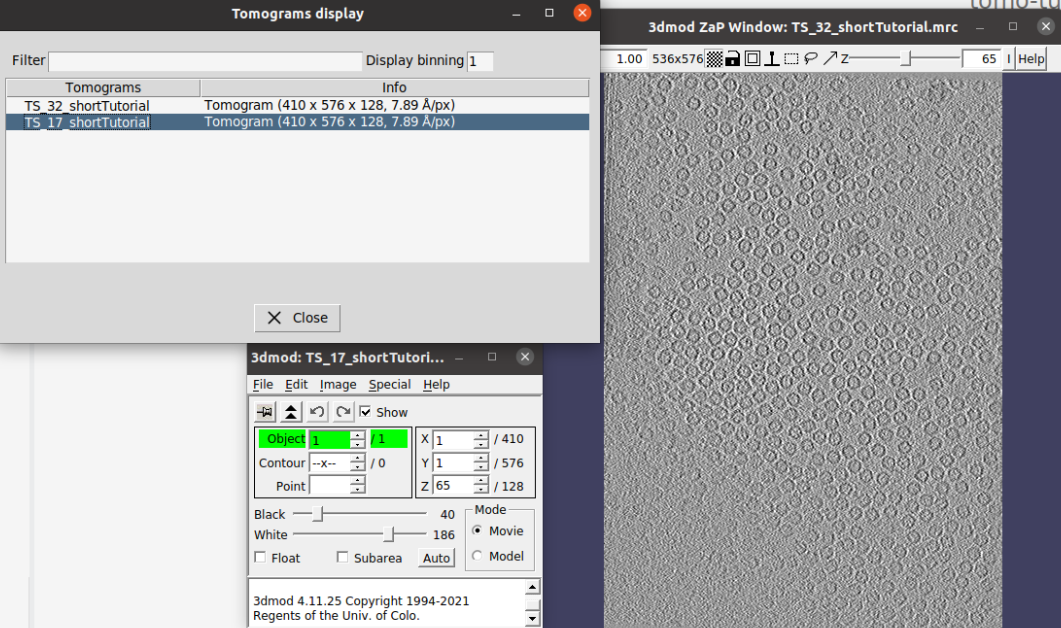 Tomograms display
Filter
Display binning 1
Tomograms Info
TS_32_shortTutorial Tomogram (410 x 576 x 128, 7.89 Å/px)
TS_17_shortTutorial Tomogram (410 x 576 x 128, 7.89 Å/px)
Close
3dmod: TS_17_shortTutori...
File Edit Image Special Help
Show
Object 1 / 1
X 1 / 410
Contour --x-- / 0
Y 1 / 576
Point
Z 65 / 128
Black 40
White 186
Mode
Movie
Model
Float Subarea Auto
3dmod 4.11.25 Copyright 1994-2021
Regents of the Univ. of Colo.
3dmod ZaP Window: TS_32_shortTutorial.mrc
1.00 536x576 Z 65 I Help